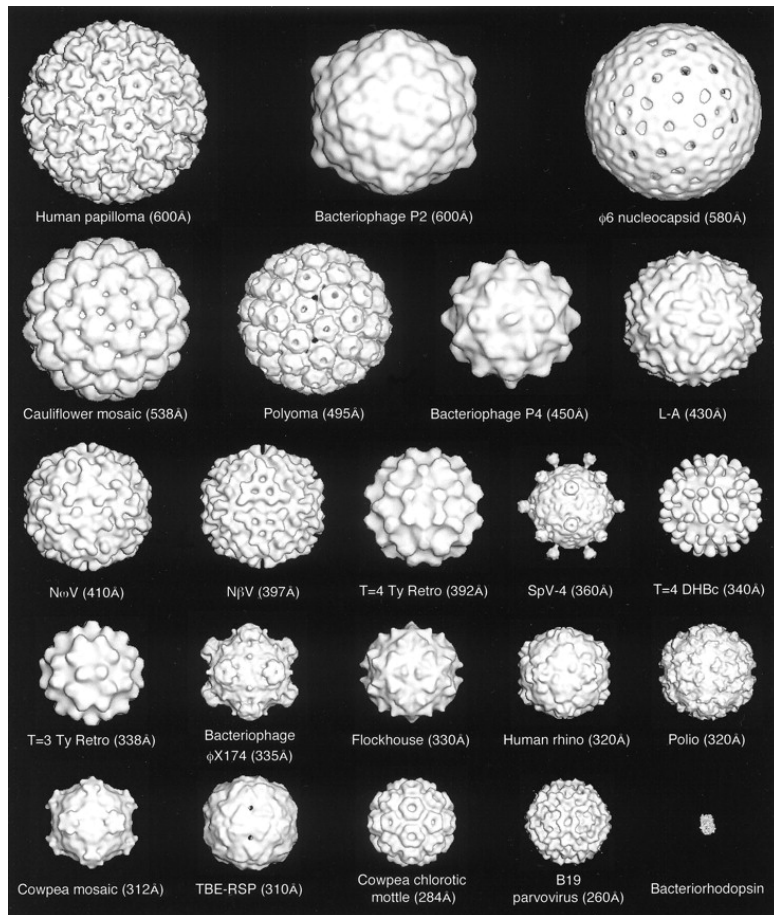 Human papilloma (600Å)
Bacteriophage P2 (600Å)
ϕ6 nucleocapsid (580Å)
Cauliflower mosaic (538Å)
Polyoma (495Å)
Bacteriophage P4 (450Å)
L-A (430Å)
NωV (410Å)
NβV (397Å)
T=4 Ty Retro (392Å)
SpV-4 (360Å)
T=4 DHBc (340Å)
T=3 Ty Retro (338Å)
Bacteriophage
ϕX174 (335Å)
Flockhouse (330Å)
Human rhino (320Å)
Polio (320Å)
Cowpea mosaic (312Å)
TBE-RSP (310Å)
Cowpea chlorotic
mottle (284Å)
B19
parvovirus (260Å)
Bacteriorhodopsin